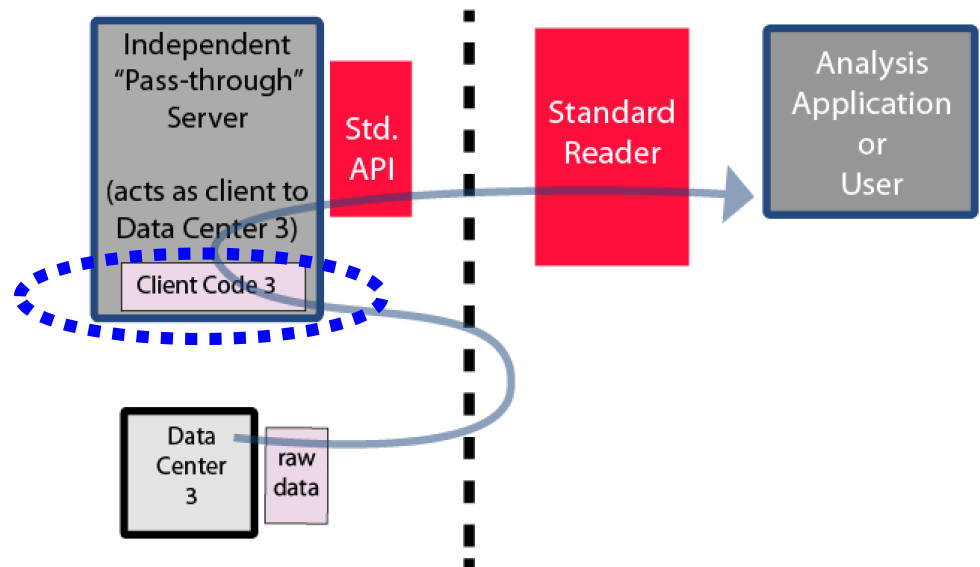 Independent
“Pass-through”
Server
(acts as client to
Data Center 3)
Client Code 3
Std.
API
Standard
Reader
Analysis
Application
or
User
Data
Center
3
raw
data